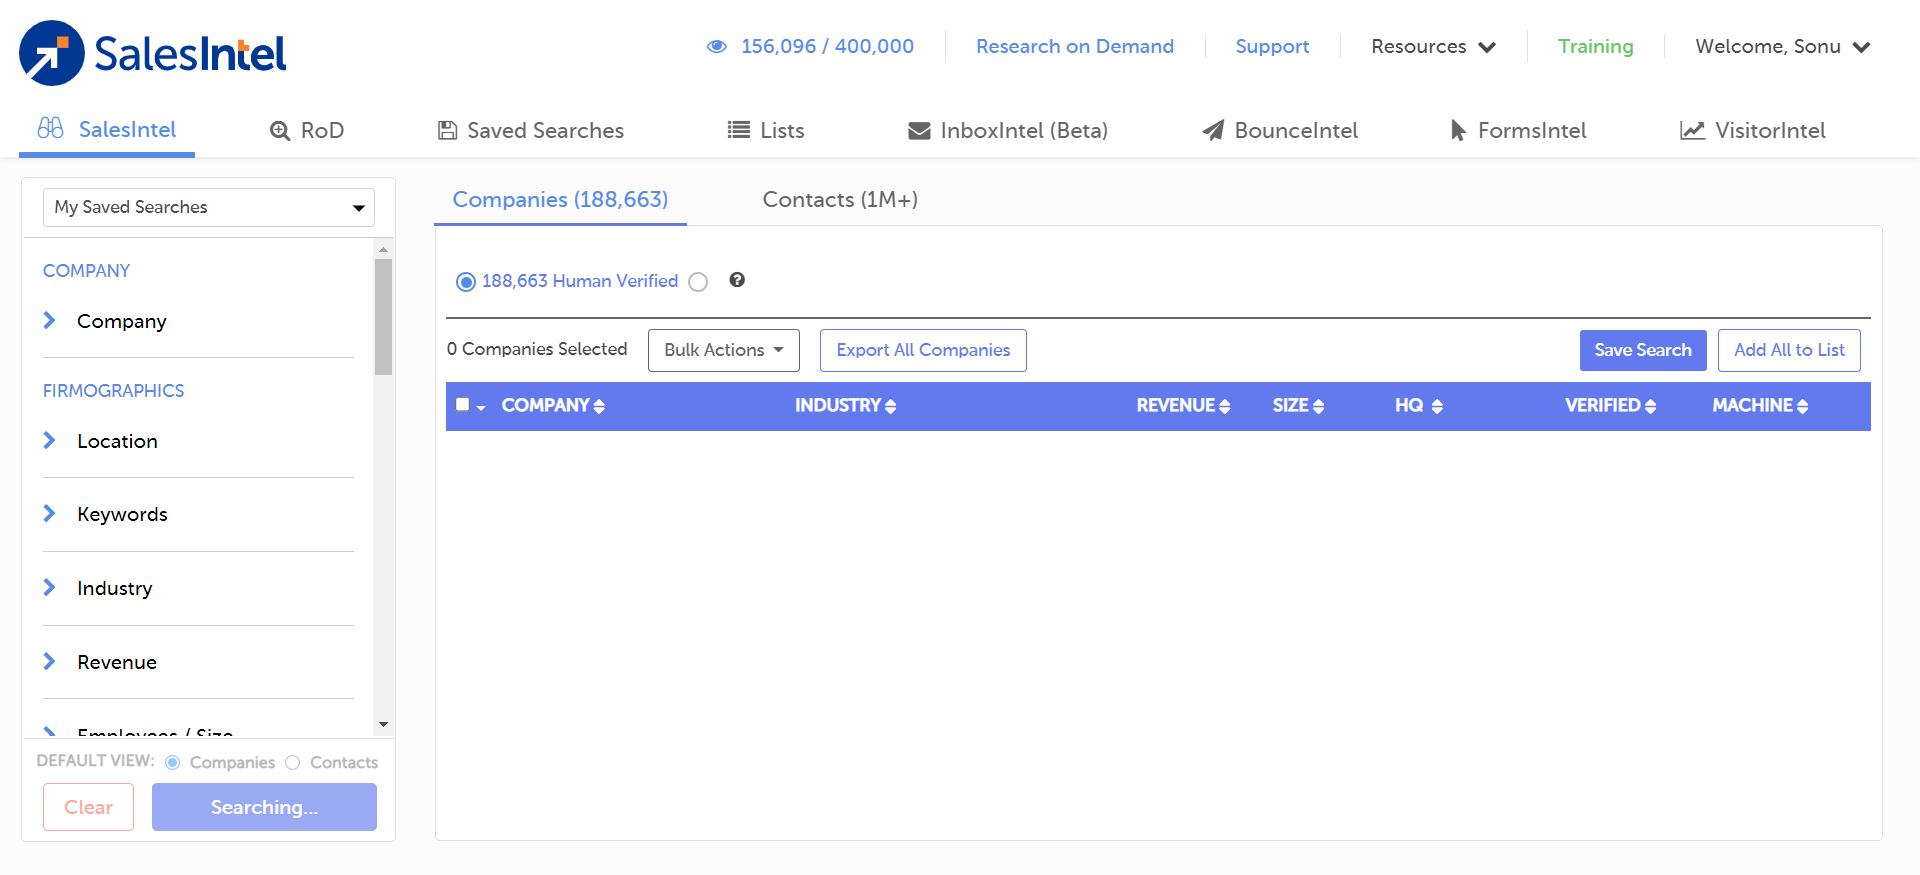 SalesIntel
156,096 / 400,000
Research on Demand
Support
Resources
Training
Welcome, Sonu
SalesIntel
RoD
Saved Searches
Lists
InboxIntel (Beta)
BounceIntel
FormsIntel
VisitorIntel
My Saved Searches
COMPANY
Company
FIRMOGRAPHICS
Location
Keywords
Industry
Revenue
Employees / Size
DEFAULT VIEW: Companies Contacts
Clear
Searching...
Companies (188,663)
Contacts (1M+)
188,663 Human Verified
0 Companies Selected
Bulk Actions
Export All Companies
Save Search
Add All to List
COMPANY INDUSTRY REVENUE SIZE HQ VERIFIED MACHINE